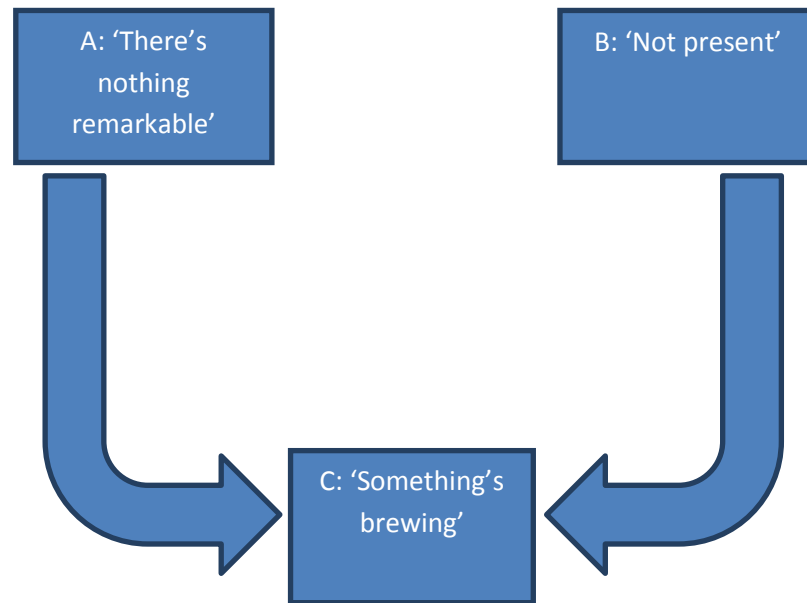 A: ‘There’s
nothing
remarkable’
B: ‘Not present’
C: ‘Something’s
brewing’